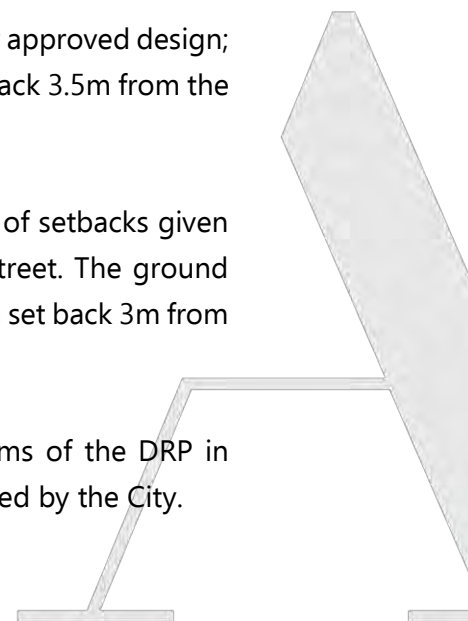 approved design;
ack 3.5m from the
of setbacks given
treet. The ground
set back 3m from
ms of the DRP in
ed by the City.